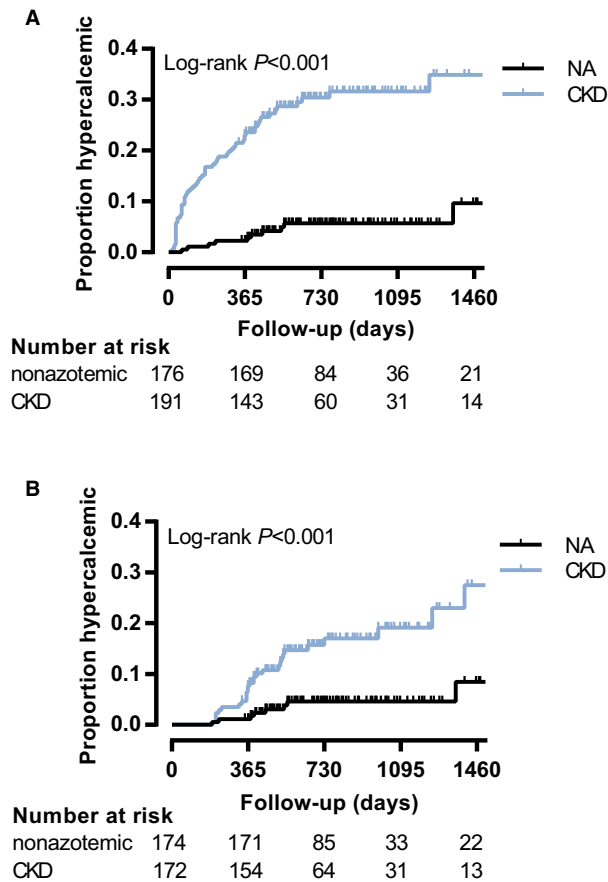 A
Log-rank P<0.001
NA
CKD
Proportion hypercalcemic
0.4
0.3
0.2
0.1
0.0
0 365 730 1095 1460
Follow-up (days)
Number at risk
nonazotemic 176 169 84 36 21
CKD 191 143 60 31 14
B
Log-rank P<0.001
NA
CKD
Proportion hypercalcemic
0.4
0.3
0.2
0.1
0.0
0 365 730 1095 1460
Follow-up (days)
Number at risk
nonazotemic 174 171 85 33 22
CKD 172 154 64 31 13